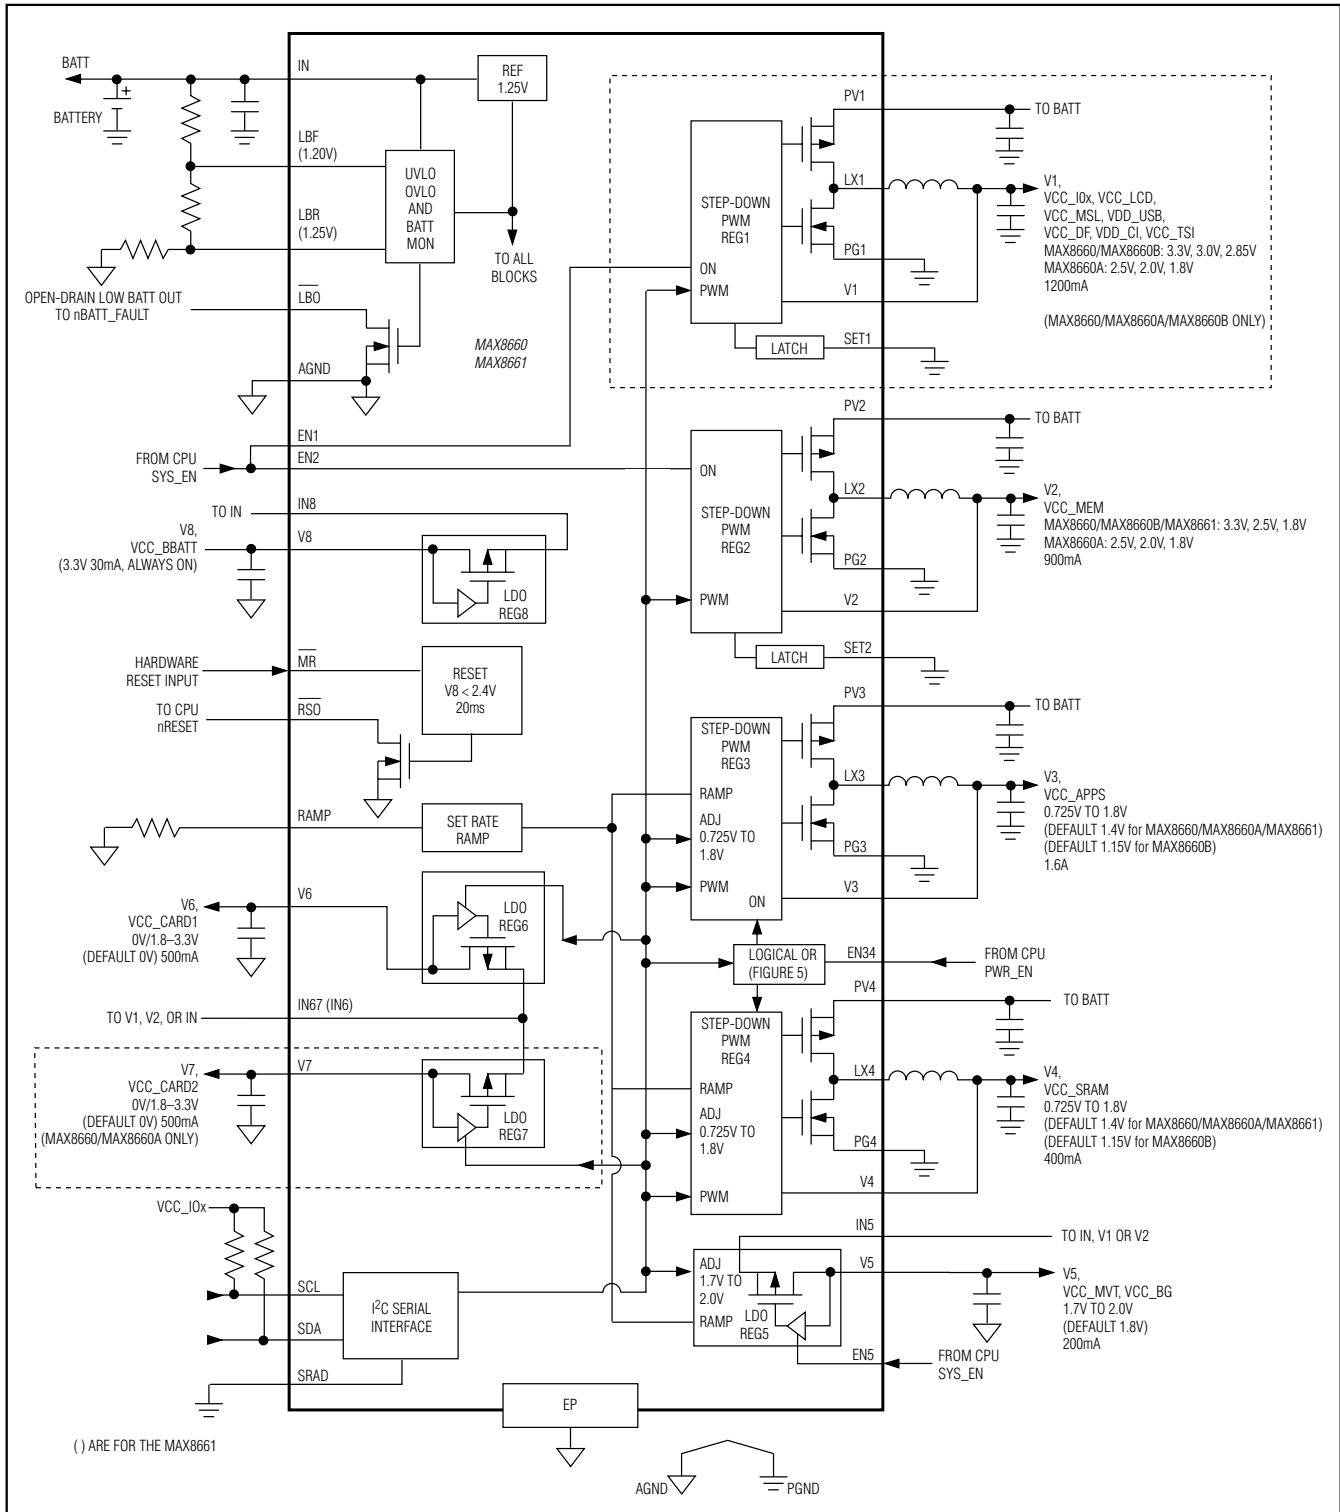 BATT
BATTERY
+
IN
REF
1.25V
LBF
(1.20V)
LBR
(1.25V)
UVLO
OVLO
AND
BATT
MON
TO ALL
BLOCKS
OPEN-DRAIN LOW BATT OUT
TO nBATT_FAULT
LBO
AGND
MAX8660
MAX8661
PV1
TO BATT
STEP-DOWN
PWM
REG1
ON
PWM
LX1
PG1
V1
V1,
VCC_I0x, VCC_LCD,
VCC_MSL, VDD_USB,
VCC_DF, VDD_CI, VCC_TSI
MAX8660/MAX8660B: 3.3V, 3.0V, 2.85V
MAX8660A: 2.5V, 2.0V, 1.8V
1200mA
(MAX8660/MAX8660A/MAX8660B ONLY)
LATCH
SET1
EN1
EN2
FROM CPU
SYS_EN
PV2
TO BATT
ON
STEP-DOWN
PWM
REG2
PWM
LX2
PG2
V2
V2,
VCC_MEM
MAX8660/MAX8660B/MAX8661: 3.3V, 2.5V, 1.8V
MAX8660A: 2.5V, 2.0V, 1.8V
900mA
LATCH
SET2
TO IN
IN8
V8,
VCC_BBATT
(3.3V 30mA, ALWAYS ON)
V8
LDO
REG8
HARDWARE
RESET INPUT
MR
RESET
V8 < 2.4V
20ms
TO CPU
nRESET
RSO
PV3
TO BATT
STEP-DOWN
PWM
REG3
RAMP
ADJ
0.725V TO
1.8V
PWM
ON
LX3
PG3
V3
V3,
VCC_APPS
0.725V TO 1.8V
(DEFAULT 1.4V for MAX8660/MAX8660A/MAX8661)
(DEFAULT 1.15V for MAX8660B)
1.6A
RAMP
SET RATE
RAMP
V6,
VCC_CARD1
0V/1.8–3.3V
(DEFAULT 0V) 500mA
V6
LDO
REG6
LOGICAL OR
(FIGURE 5)
EN34
FROM CPU
PWR_EN
TO V1, V2, OR IN
IN67 (IN6)
PV4
TO BATT
STEP-DOWN
PWM
REG4
RAMP
ADJ
0.725V TO
1.8V
PWM
LX4
PG4
V4
V4,
VCC_SRAM
0.725V TO 1.8V
(DEFAULT 1.4V for MAX8660/MAX8660A/MAX8661)
(DEFAULT 1.15V for MAX8660B)
400mA
V7,
VCC_CARD2
0V/1.8–3.3V
(DEFAULT 0V) 500mA
(MAX8660/MAX8660A ONLY)
V7
LDO
REG7
VCC_IOx
SCL
SDA
SRAD
I2C SERIAL
INTERFACE
IN5
TO IN, V1 OR V2
ADJ
1.7V TO
2.0V
RAMP
LDO
REG5
V5
V5,
VCC_MVT, VCC_BG
1.7V TO 2.0V
(DEFAULT 1.8V)
200mA
EN5
FROM CPU
SYS_EN
EP
AGND
PGND
( ) ARE FOR THE MAX8661